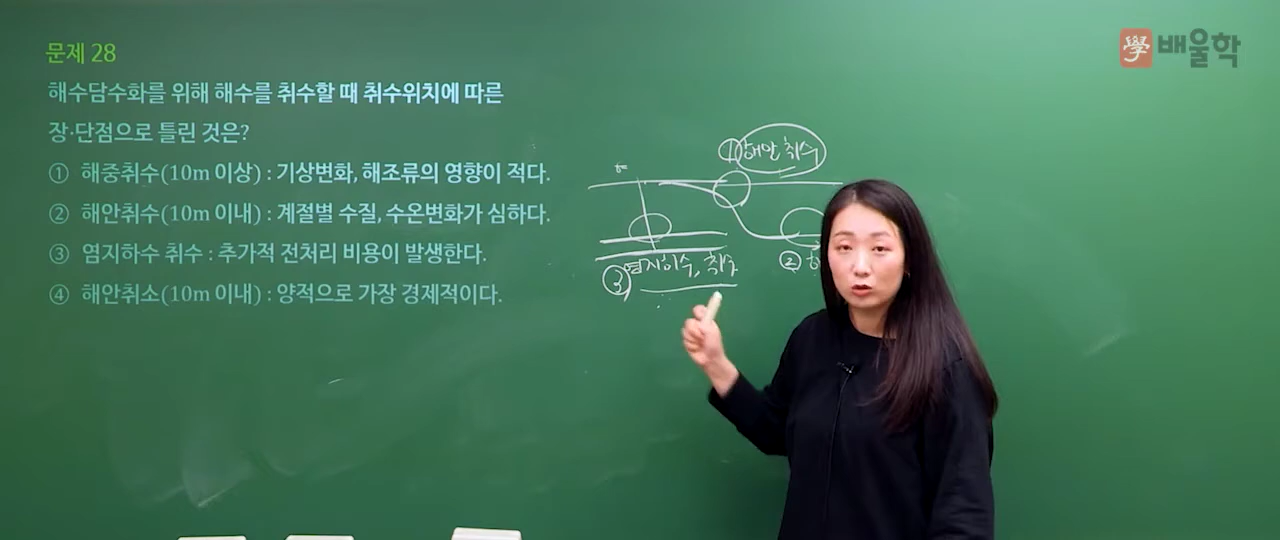 문제 28
學 배울학
해수담수화를 위해 해수를 취수할 때 취수위치에 따른
장·단점으로 틀린 것은?
① 해중취수(10m 이상) : 기상변화, 해조류의 영향이 적다.
② 해안취수(10m 이내) : 계절별 수질, 수온변화가 심하다.
③ 염지하수 취수 : 추가적 전처리 비용이 발생한다.
④ 해안취소(10m 이내) : 양적으로 가장 경제적이다.
① 해안 취수
② 하
③ 염지하수, 취수